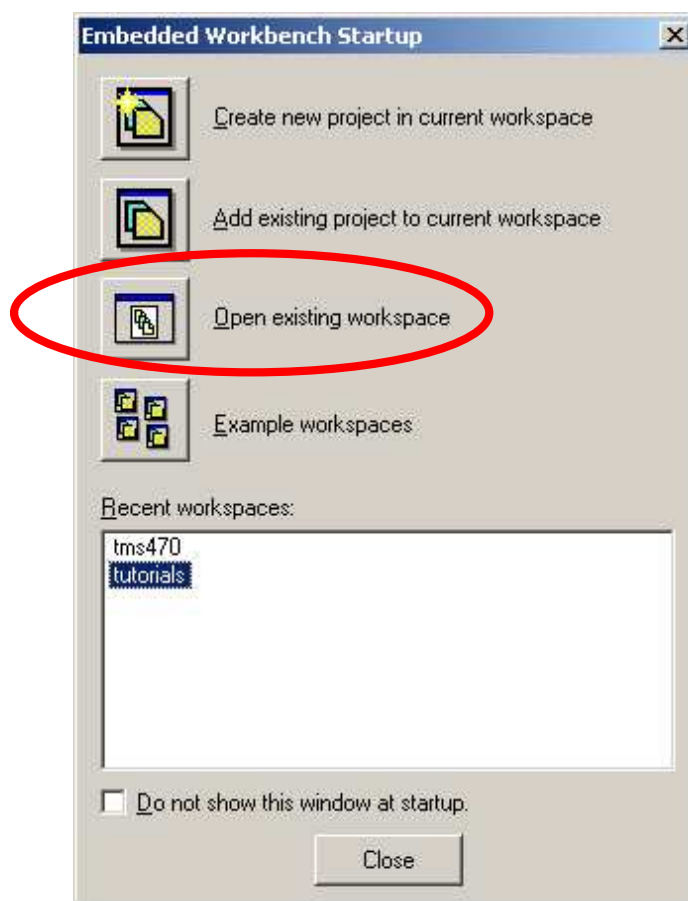 Embedded Workbench Startup
Create new project in current workspace
Add existing project to current workspace
Open existing workspace
Example workspaces
Recent workspaces:
tms470
tutorials
Do not show this window at startup.
Close